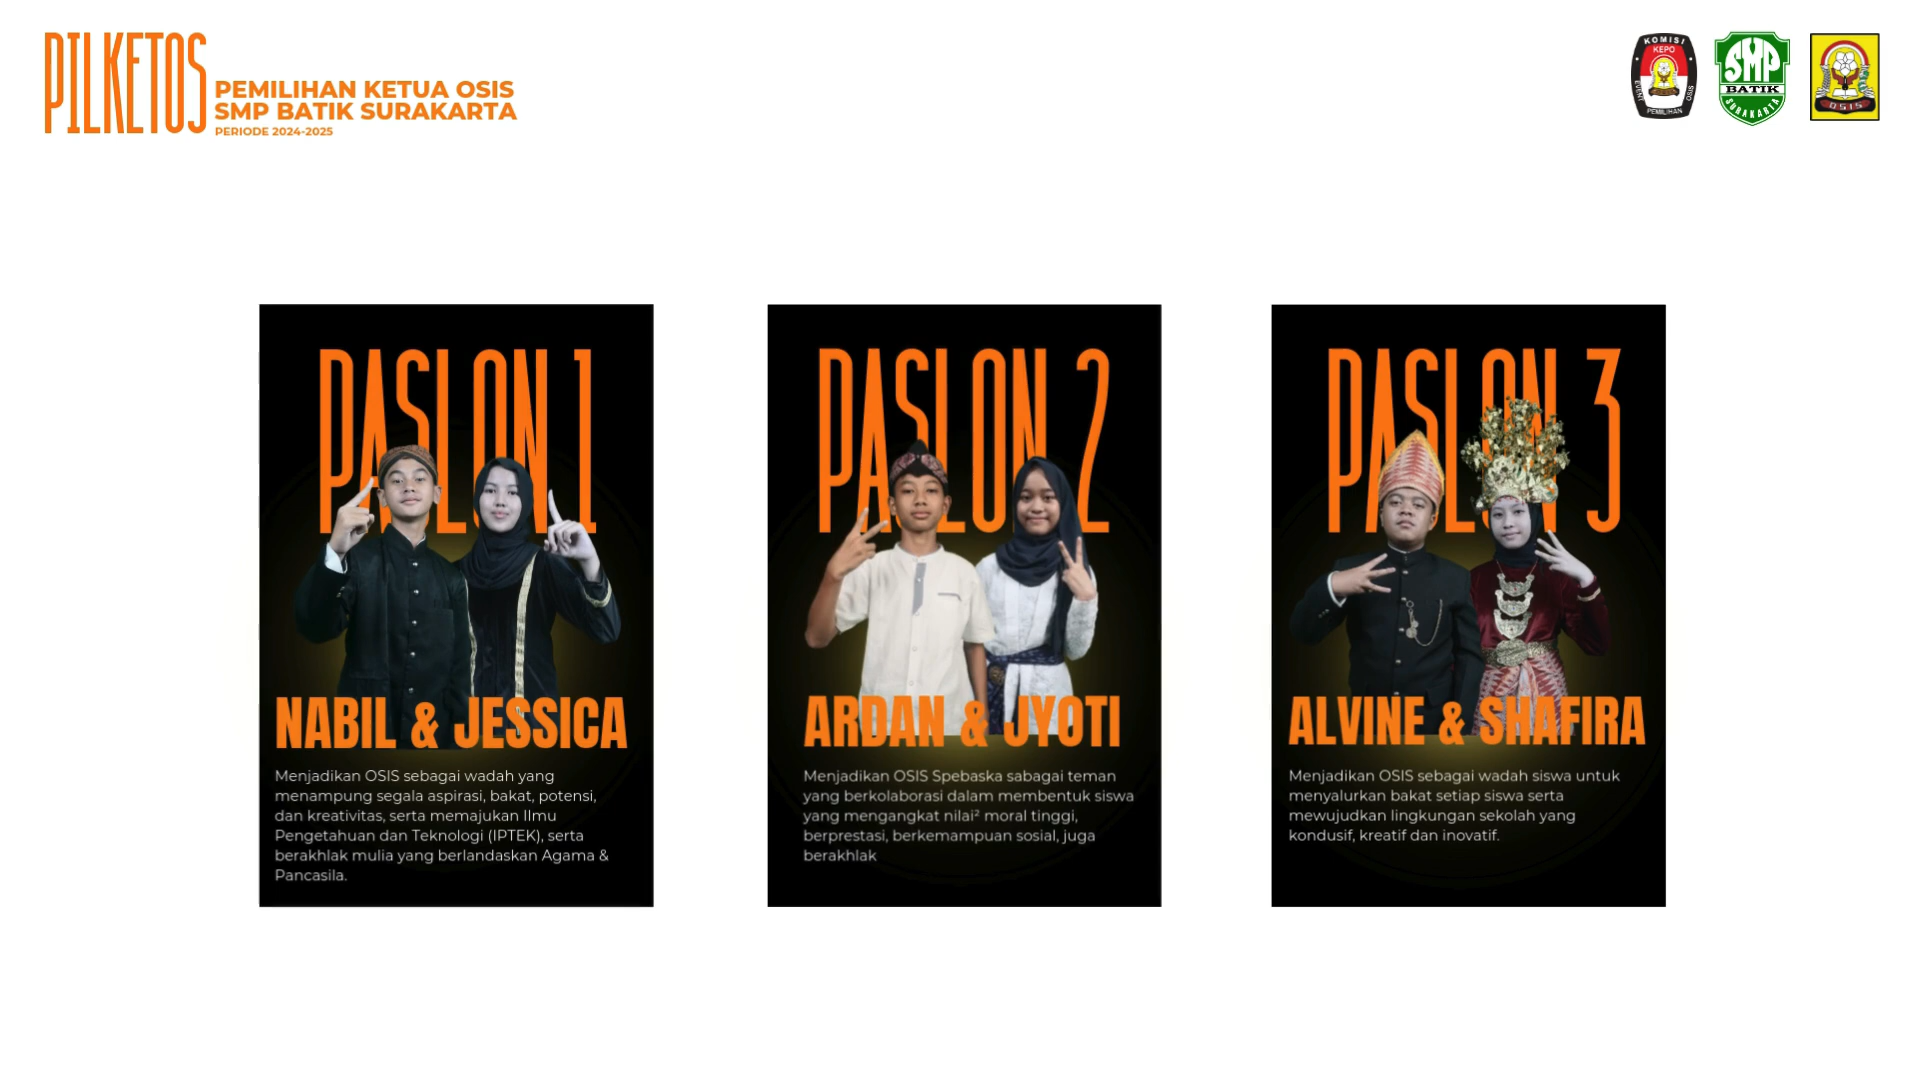 PILKETOS
PEMILIHAN KETUA OSIS
SMP BATIK SURAKARTA
PERIODE 2024-2025
KOMISI
KEPO
EVENT
PEMILIHAN
OSIS
SMP
BATIK
SURAKARTA
OSIS
PASLON 1
NABIL & JESSICA
Menjadikan OSIS sebagai wadah yang
menampung segala aspirasi, bakat, potensi,
dan kreativitas, serta memajukan Ilmu
Pengetahuan dan Teknologi (IPTEK), serta
berakhlak mulia yang berlandaskan Agama &
Pancasila.
PASLON 2
ARDAN & JYOTI
Menjadikan OSIS Spebaska sabagai teman
yang berkolaborasi dalam membentuk siswa
yang mengangkat nilai² moral tinggi,
berprestasi, berkemampuan sosial, juga
berakhlak
PASLON 3
ALVINE & SHAFIRA
Menjadikan OSIS sebagai wadah siswa untuk
menyalurkan bakat setiap siswa serta
mewujudkan lingkungan sekolah yang
kondusif, kreatif dan inovatif.